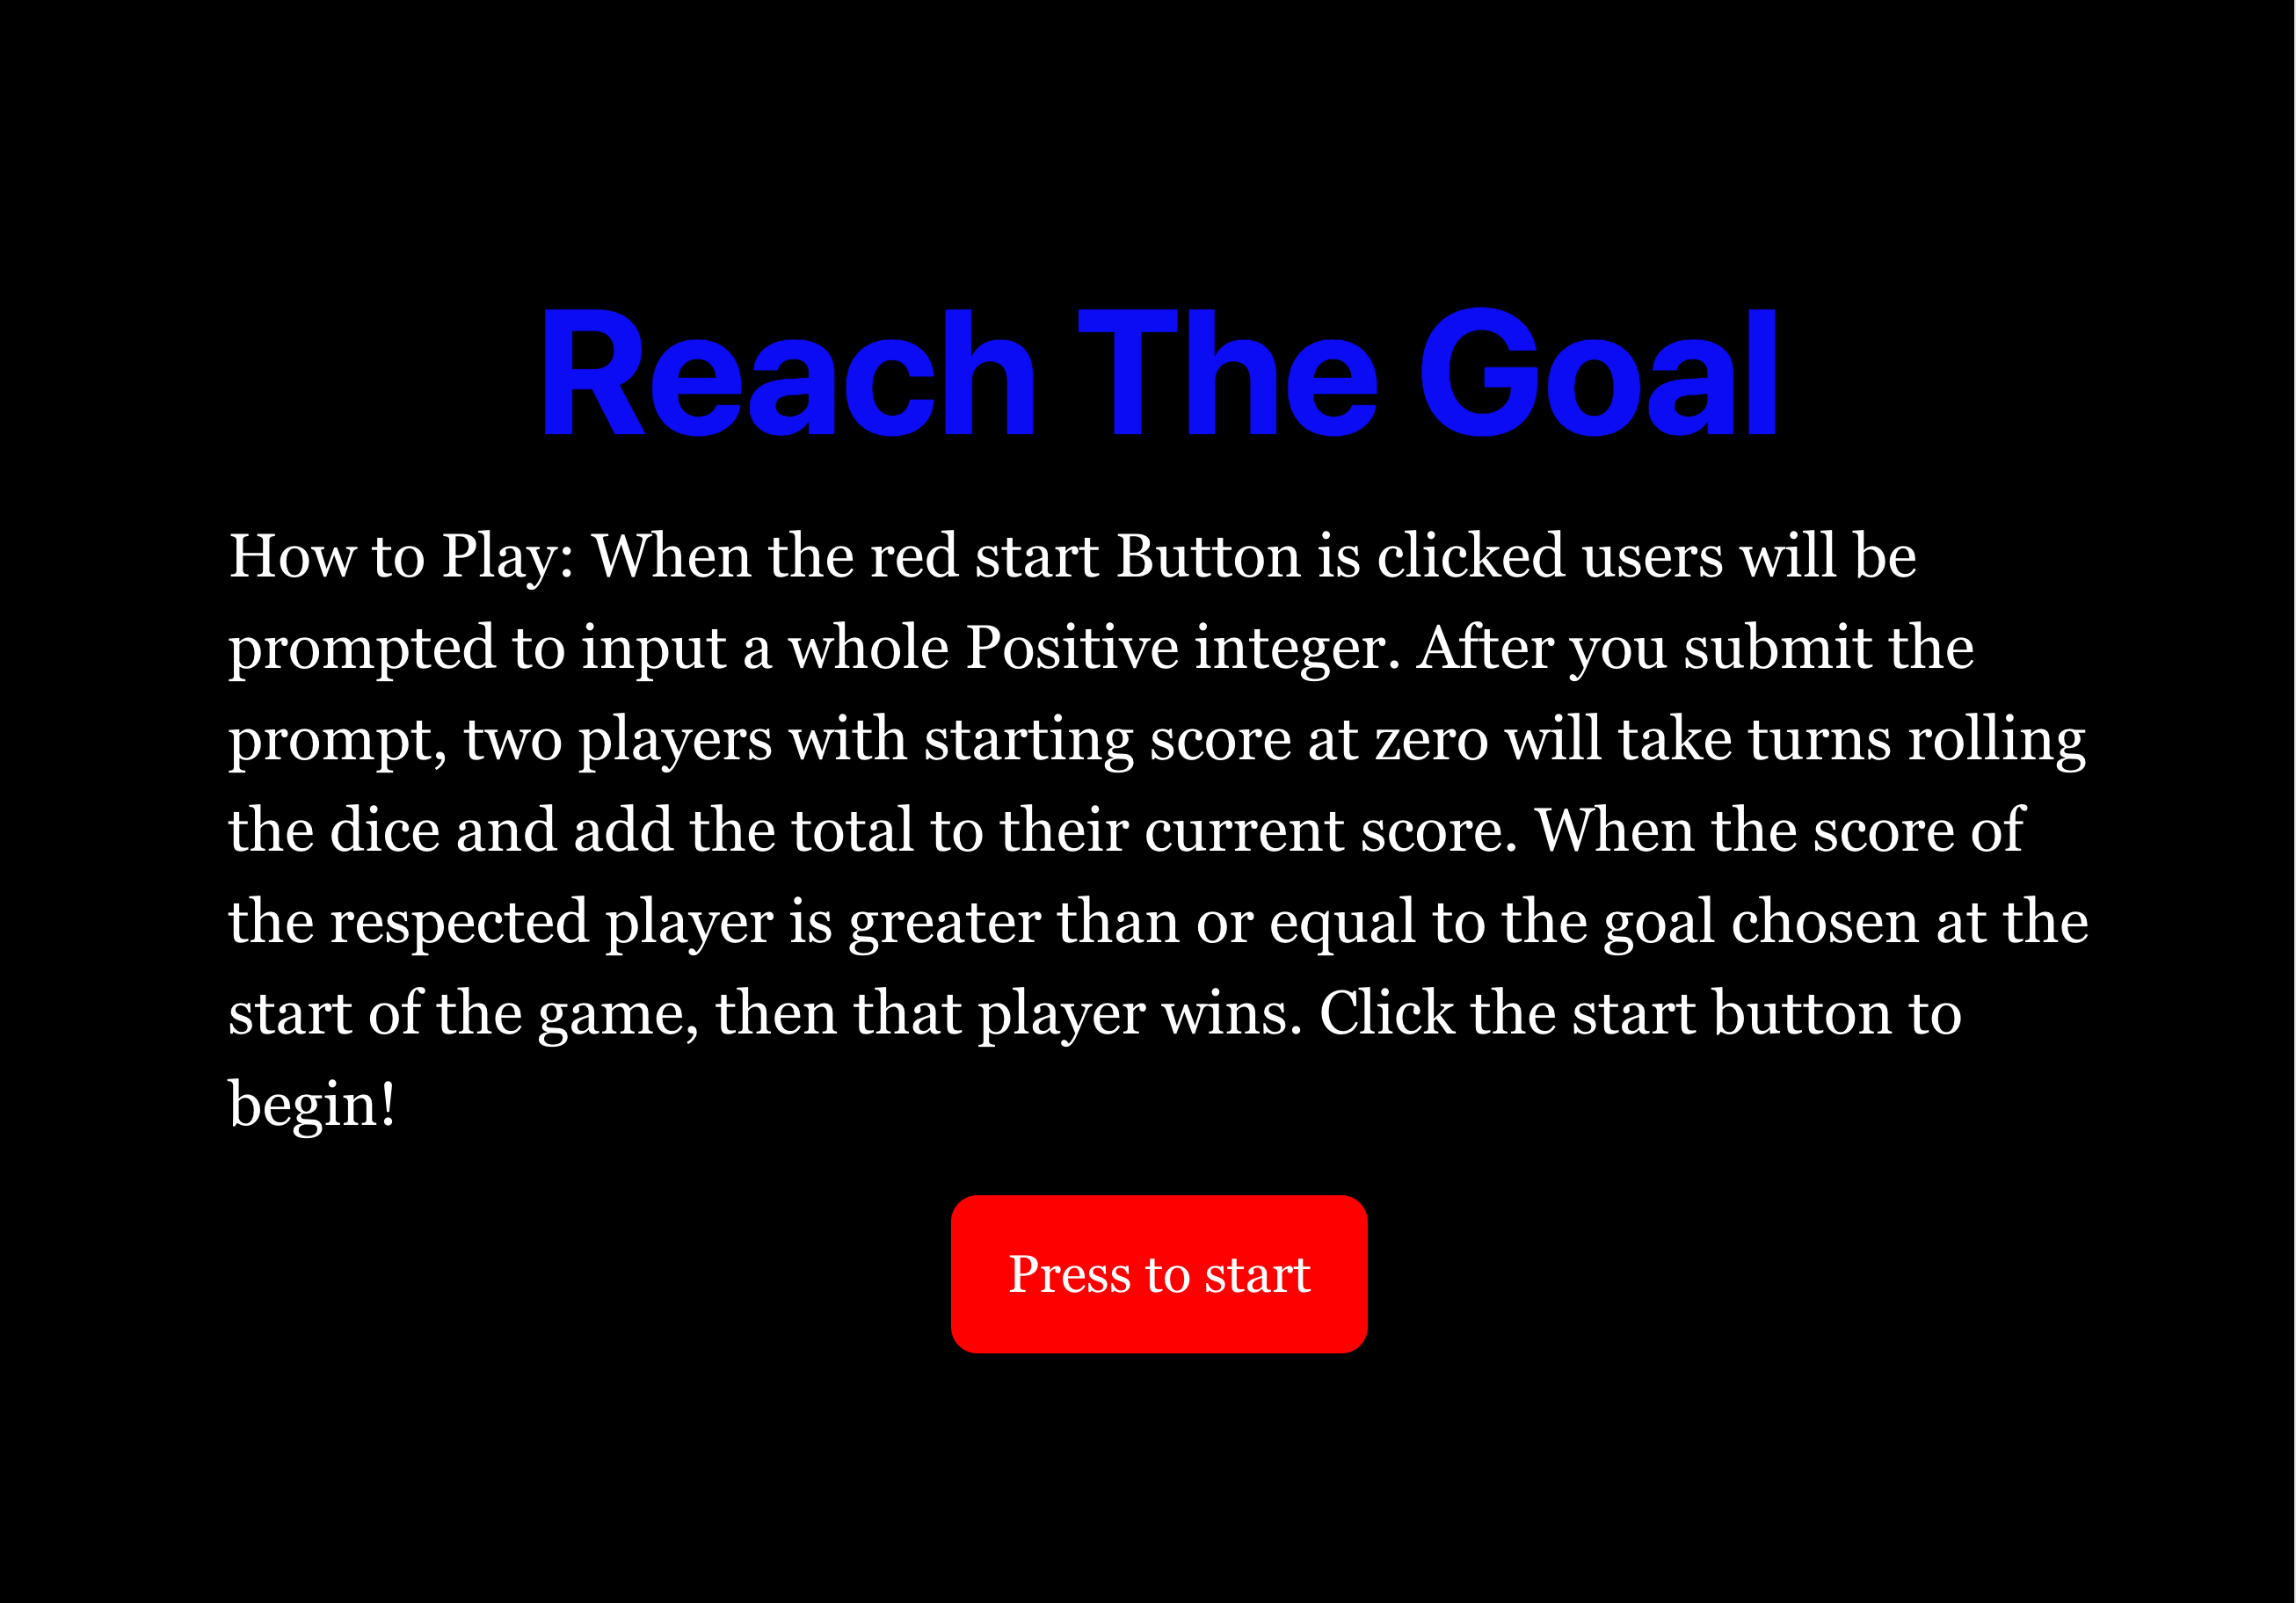 Reach The Goal
How to Play: When the red start Button is clicked users will be
prompted to input a whole Positive integer. After you submit the
prompt, two players with starting score at zero will take turns rolling
the dice and add the total to their current score. When the score of
the respected player is greater than or equal to the goal chosen at the
start of the game, then that player wins. Click the start button to
begin!
Press to start